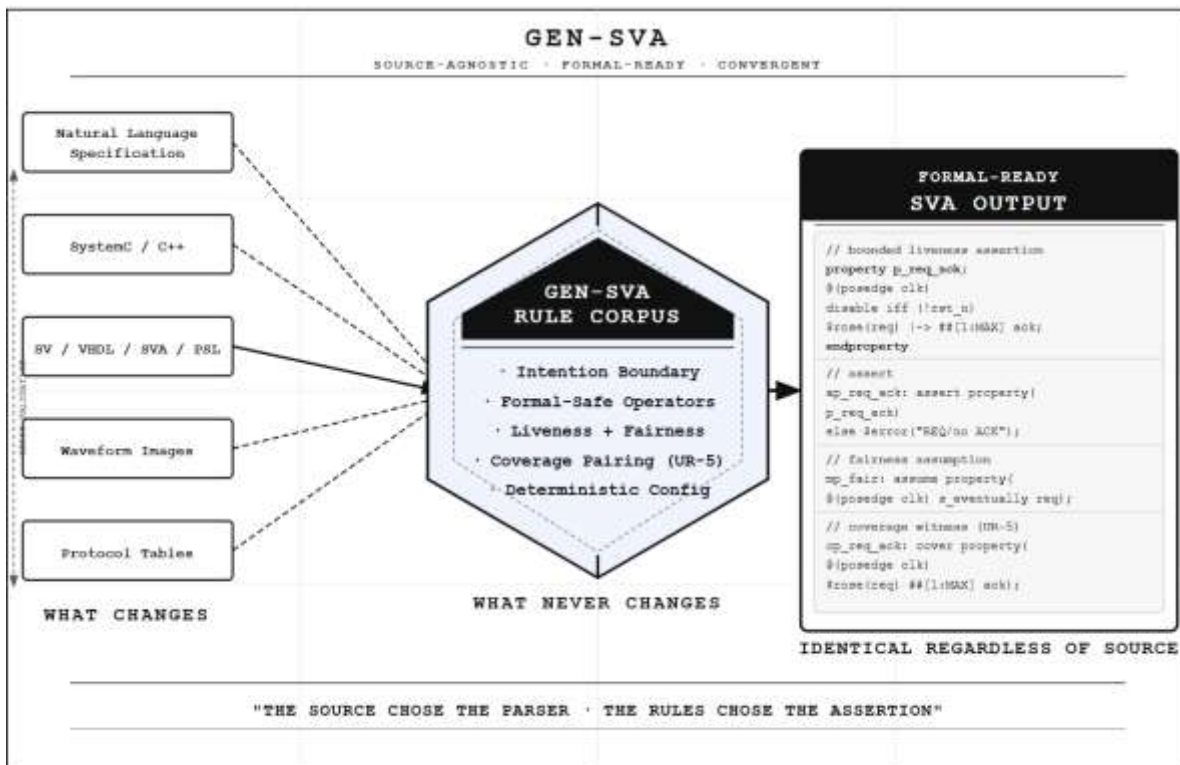 GEN-SVA
SOURCE-AGNOSTIC · FORMAL-READY · CONVERGENT
Natural Language
Specification
SystemC / C++
SV / VHDL / SVA / PSL
Waveform Images
Protocol Tables
WHAT CHANGES
GEN-SVA
RULE CORPUS
· Intention Boundary
· Formal-Safe Operators
· Liveness + Fairness
· Coverage Pairing (UR-5)
· Deterministic Config
WHAT NEVER CHANGES
FORMAL-READY
SVA OUTPUT
// bounded liveness assertion
property p_req_ack;
@(posedge clk)
disable iff (!rst_n)
$rose(req) |-> ##[1:MAX] ack;
endproperty
// assert
ap_req_ack: assert property(
p_req_ack)
else $error("REQ/no ACK");
// fairness assumption
mp_fair: assume property(
@(posedge clk) s_eventually req);
// coverage witness (UR-5)
cp_req_ack: cover property(
@(posedge clk)
$rose(req) ##[1:MAX] ack);
IDENTICAL REGARDLESS OF SOURCE
"THE SOURCE CHOSE THE PARSER · THE RULES CHOSE THE ASSERTION"